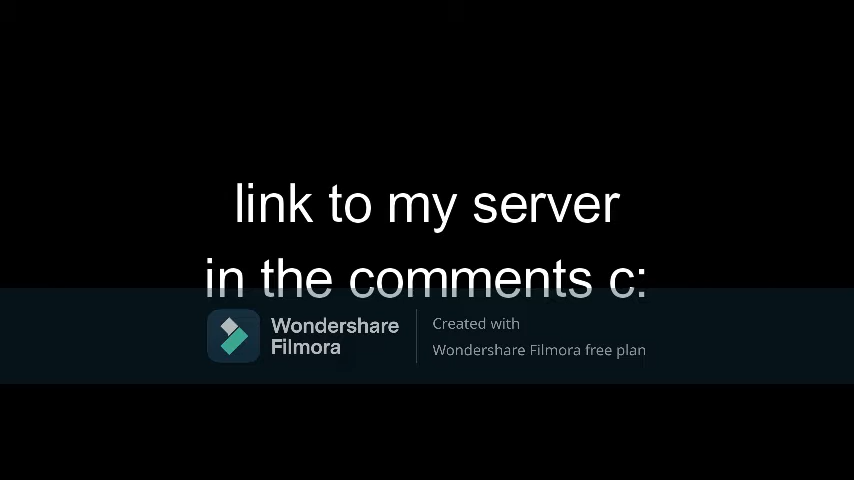 link to my server
in the comments c:
Wondershare
Filmora
Created with
Wondershare Filmora free plan